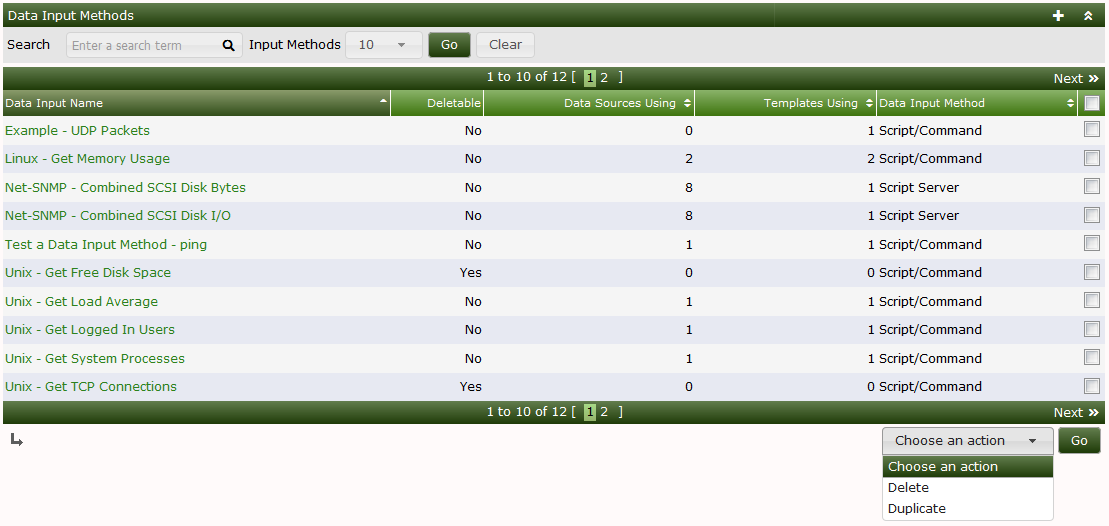 Data Input Methods
Search Enter a search term Input Methods 10 Go Clear
1 to 10 of 12 [ 1 2 ] Next »
Data Input Name Deletable Data Sources Using Templates Using Data Input Method
Example - UDP Packets No 0 1 Script/Command
Linux - Get Memory Usage No 2 2 Script/Command
Net-SNMP - Combined SCSI Disk Bytes No 8 1 Script Server
Net-SNMP - Combined SCSI Disk I/O No 8 1 Script Server
Test a Data Input Method - ping No 1 1 Script/Command
Unix - Get Free Disk Space Yes 0 0 Script/Command
Unix - Get Load Average No 1 1 Script/Command
Unix - Get Logged In Users No 1 1 Script/Command
Unix - Get System Processes No 1 1 Script/Command
Unix - Get TCP Connections Yes 0 0 Script/Command
1 to 10 of 12 [ 1 2 ] Next »
Choose an action Go
Choose an action
Delete
Duplicate